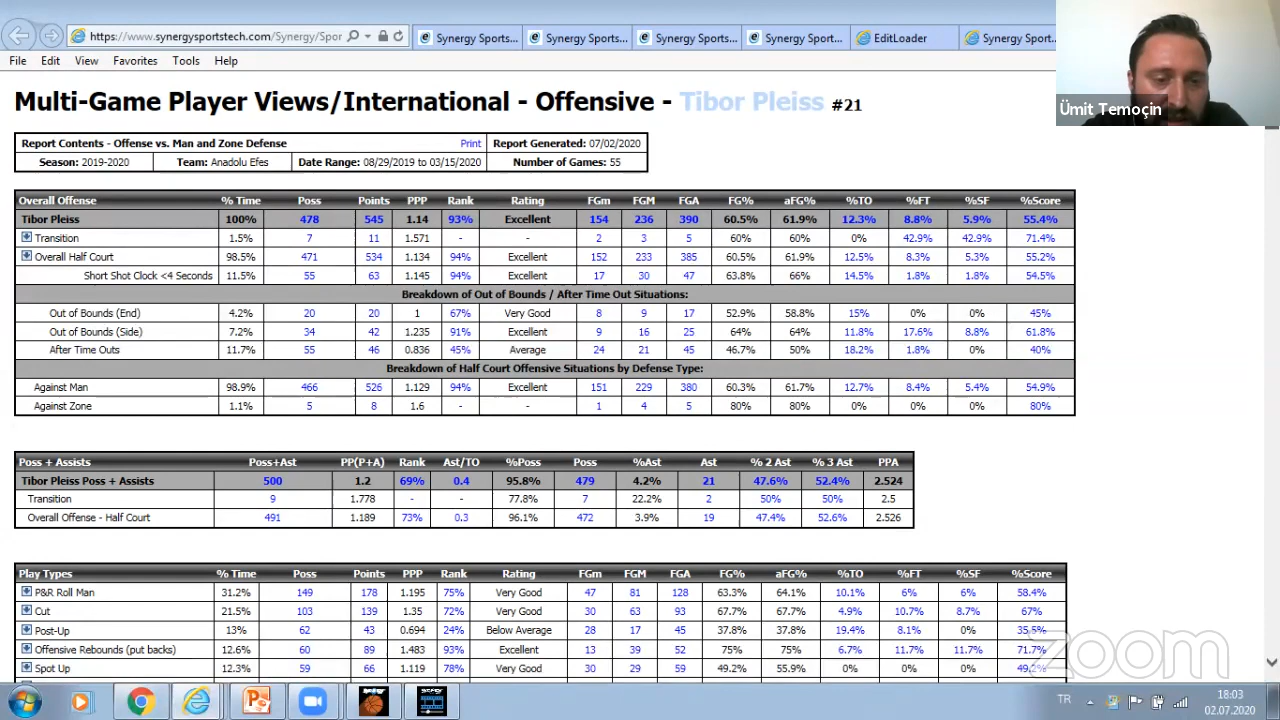 https://www.synergysportstech.com/Synergy/Spor
Synergy Sports... Synergy Sports... Synergy Sports... Synergy Sport... EditLoader Synergy Sport...
File Edit View Favorites Tools Help
Ümit Temoçin
Multi-Game Player Views/International - Offensive - Tibor Pleiss #21
Report Contents - Offense vs. Man and Zone Defense Print Report Generated: 07/02/2020
Season: 2019-2020 Team: Anadolu Efes Date Range: 08/29/2019 to 03/15/2020 Number of Games: 55
Overall Offense % Time Poss Points PPP Rank Rating FGm FGM FGA FG% aFG% %TO %FT %SF %Score
Tibor Pleiss 100% 478 545 1.14 93% Excellent 154 236 390 60.5% 61.9% 12.3% 8.8% 5.9% 55.4%
Transition 1.5% 7 11 1.571 - - 2 3 5 60% 60% 0% 42.9% 42.9% 71.4%
Overall Half Court 98.5% 471 534 1.134 94% Excellent 152 233 385 60.5% 61.9% 12.5% 8.3% 5.3% 55.2%
Short Shot Clock <4 Seconds 11.5% 55 63 1.145 94% Excellent 17 30 47 63.8% 66% 14.5% 1.8% 1.8% 54.5%
Breakdown of Out of Bounds / After Time Out Situations:
Out of Bounds (End) 4.2% 20 20 1 67% Very Good 8 9 17 52.9% 58.8% 15% 0% 0% 45%
Out of Bounds (Side) 7.2% 34 42 1.235 91% Excellent 9 16 25 64% 64% 11.8% 17.6% 8.8% 61.8%
After Time Outs 11.7% 55 46 0.836 45% Average 24 21 45 46.7% 50% 18.2% 1.8% 0% 40%
Breakdown of Half Court Offensive Situations by Defense Type:
Against Man 98.9% 466 526 1.129 94% Excellent 151 229 380 60.3% 61.7% 12.7% 8.4% 5.4% 54.9%
Against Zone 1.1% 5 8 1.6 - - 1 4 5 80% 80% 0% 0% 0% 80%
Poss + Assists Poss+Ast PP(P+A) Rank Ast/TO %Poss Poss %Ast Ast % 2 Ast % 3 Ast PPA
Tibor Pleiss Poss + Assists 500 1.2 69% 0.4 95.8% 479 4.2% 21 47.6% 52.4% 2.524
Transition 9 1.778 - - 77.8% 7 22.2% 2 50% 50% 2.5
Overall Offense - Half Court 491 1.189 73% 0.3 96.1% 472 3.9% 19 47.4% 52.6% 2.526
Play Types % Time Poss Points PPP Rank Rating FGm FGM FGA FG% aFG% %TO %FT %SF %Score
P&R Roll Man 31.2% 149 178 1.195 75% Very Good 47 81 128 63.3% 64.1% 10.1% 6% 6% 58.4%
Cut 21.5% 103 139 1.35 72% Very Good 30 63 93 67.7% 67.7% 4.9% 10.7% 8.7% 67%
Post-Up 13% 62 43 0.694 24% Below Average 28 17 45 37.8% 37.8% 19.4% 8.1% 0% 35.5%
Offensive Rebounds (put backs) 12.6% 60 89 1.483 93% Excellent 13 39 52 75% 75% 6.7% 11.7% 11.7% 71.7%
Spot Up 12.3% 59 66 1.119 78% Very Good 30 29 59 49.2% 55.9% 0% 0% 0% 49.2%
zoom
TR 18:03
02.07.2020